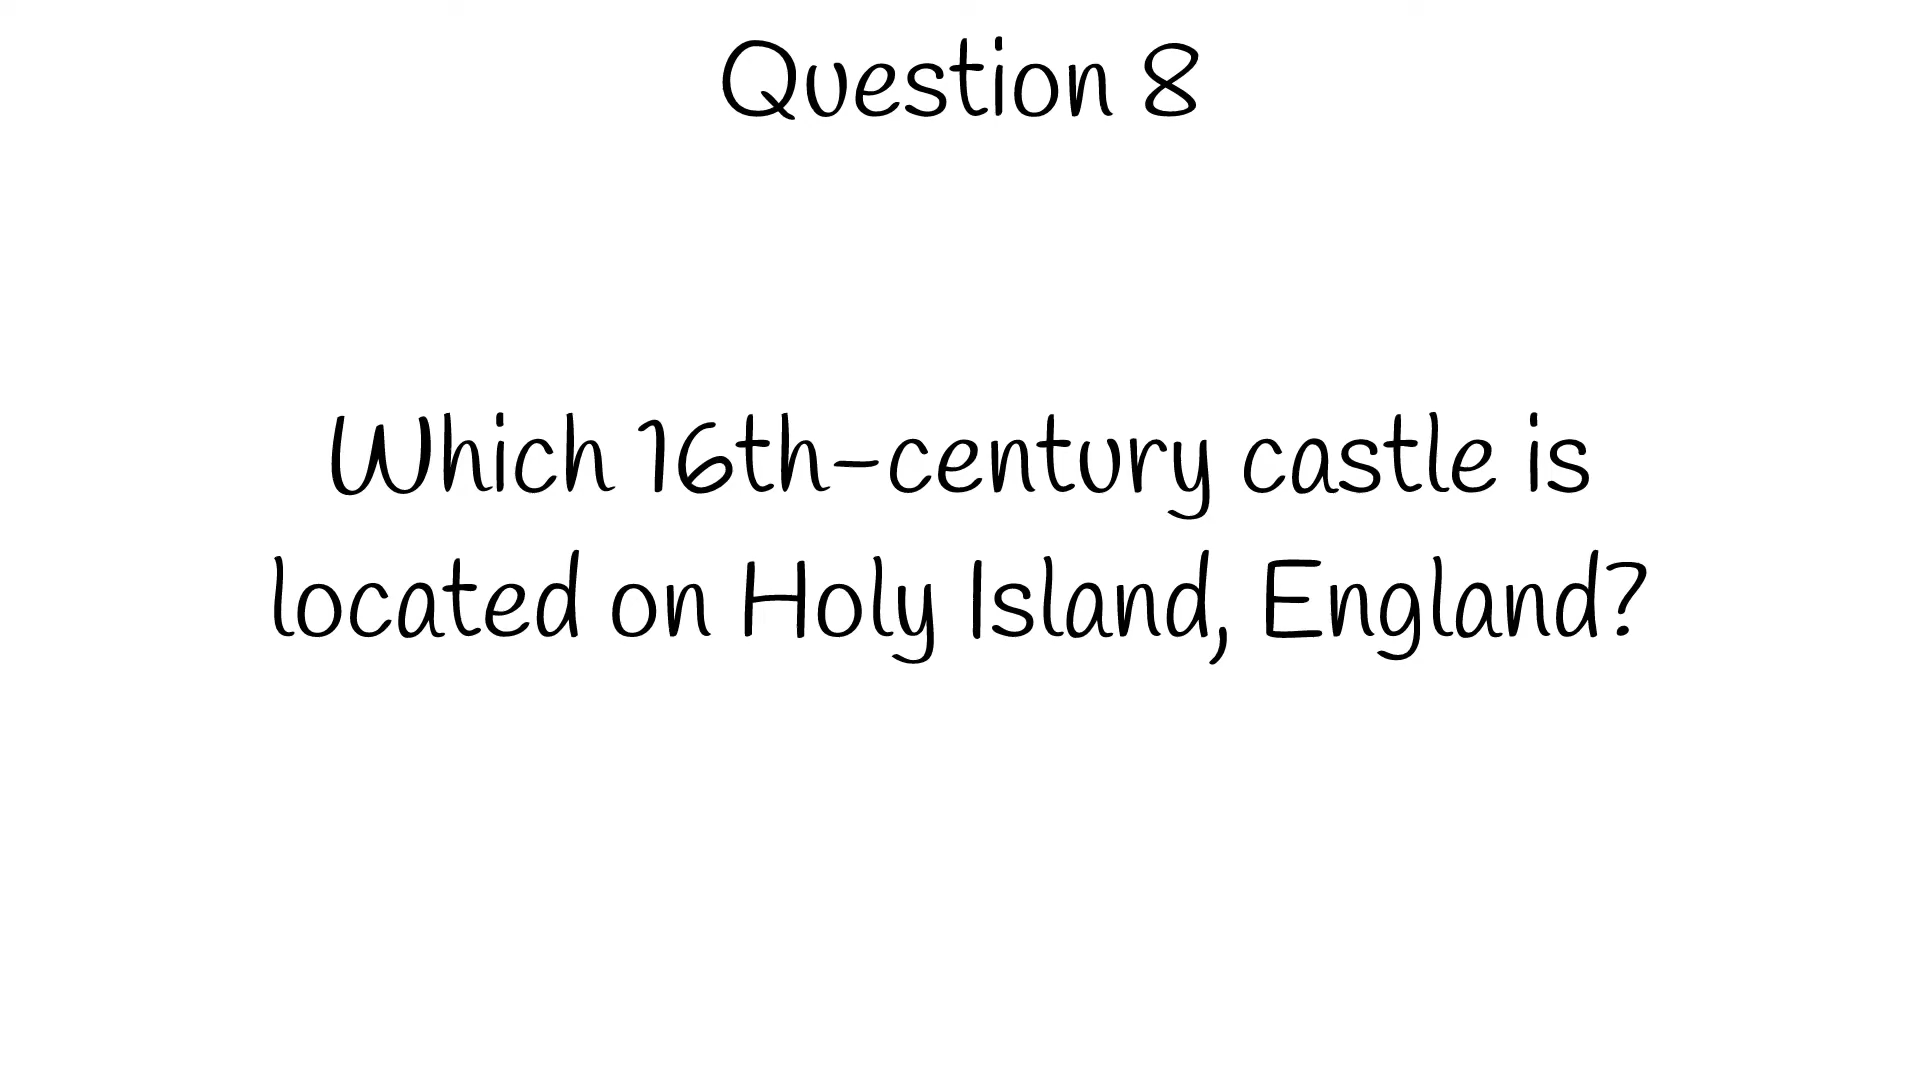 Question 8
Which 16th-century castle is
located on Holy Island, England?